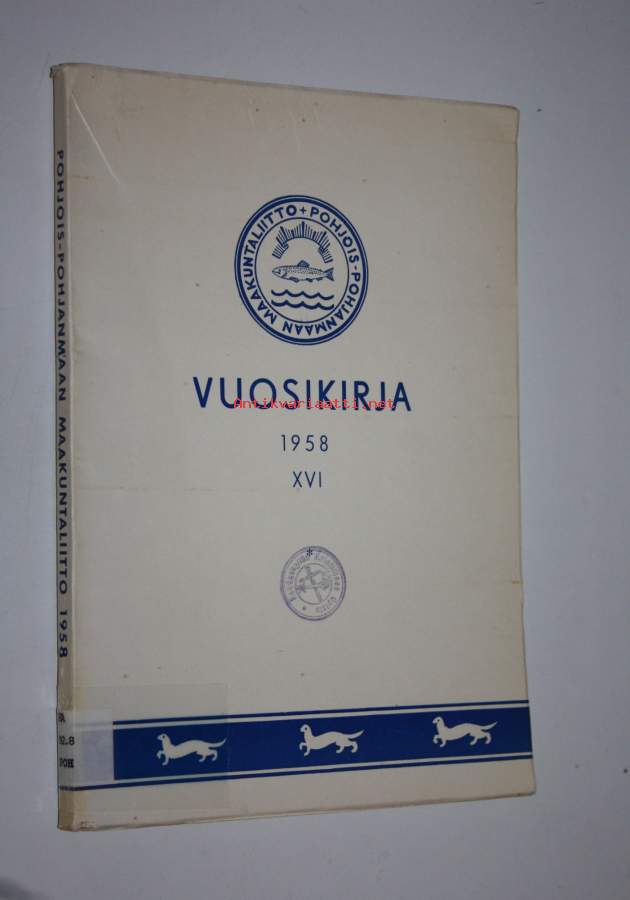 POHJOIS-POHJANMAAN MAAKUNTALIITTO +
VUOSIKIRJA
Antikvariaatti.net
1958
XVI
POHJOIS-POHJANMAAN MAAKUNTALIITTO 1958